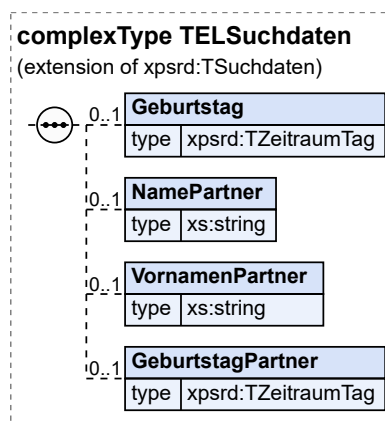 complexType TELSuchdaten
(extension of xpsrd:TSuchdaten)
0..1 Geburtstag
type xpsrd:TZeitraumTag
0..1 NamePartner
type xs:string
0..1 VornamenPartner
type xs:string
0..1 GeburtstagPartner
type xpsrd:TZeitraumTag